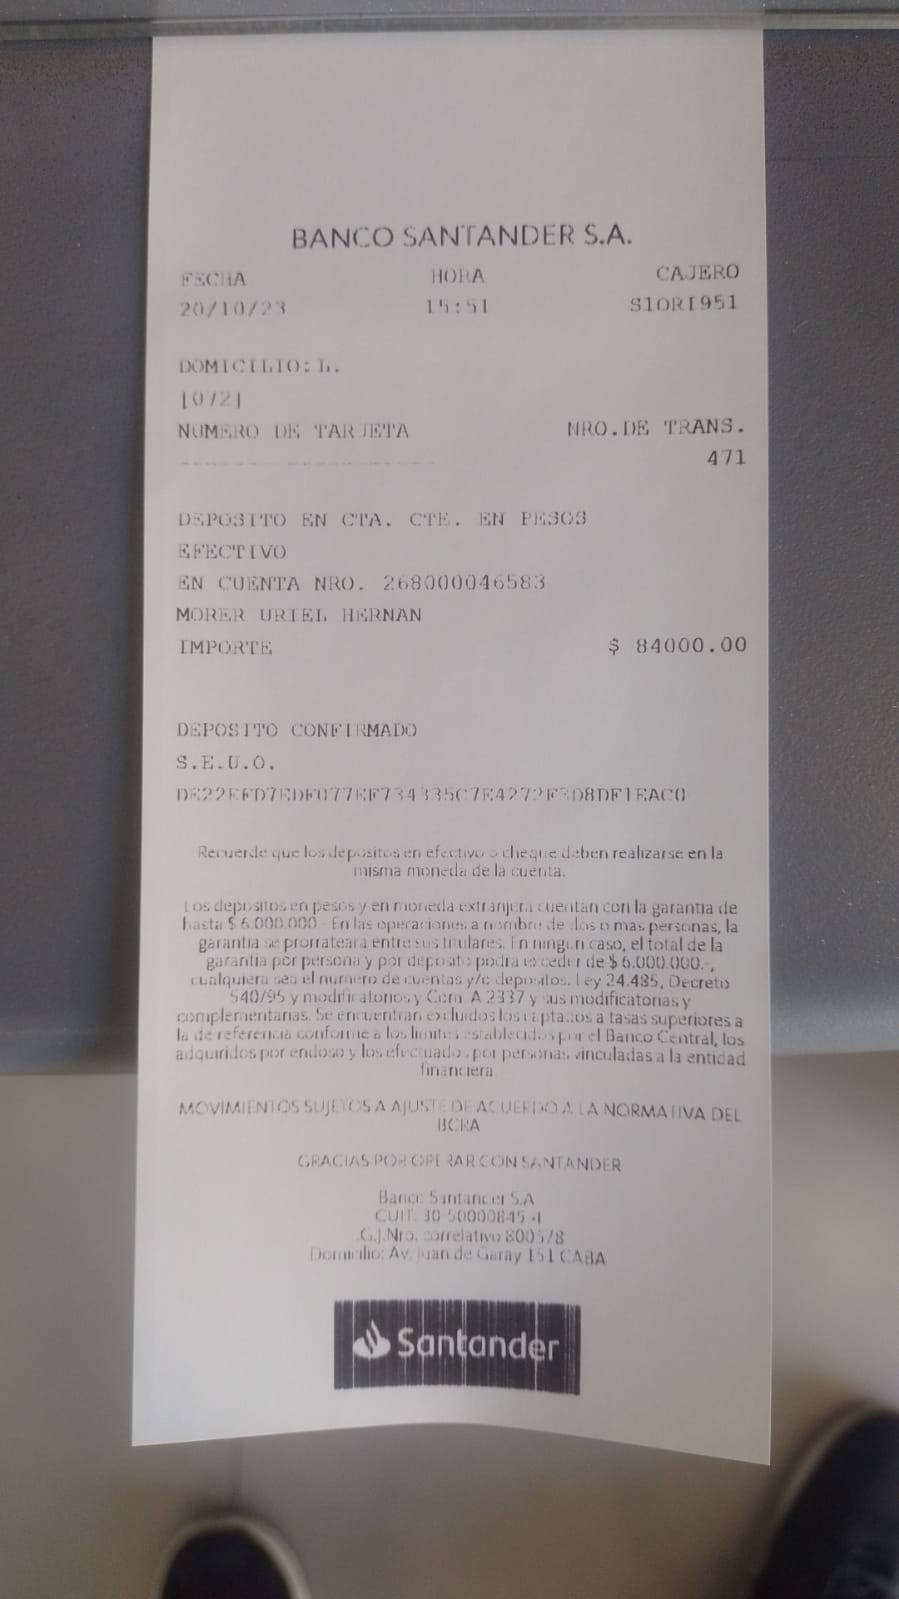 BANCO SANTANDER S.A.
FECHA HORA CAJERO
20/10/23 15:51 S1ORI951
DOMICILIO: L.
[072]
NUMERO DE TARJETA NRO.DE TRANS.
------------------ 471
DEPOSITO EN CTA. CTE. EN PESOS
EFECTIVO
EN CUENTA NRO. 268000046583
MORER URIEL HERNAN
IMPORTE $ 84000.00
DEPOSITO CONFIRMADO
S.E.U.O.
Recuerde que los depositos en efectivo o cheque deben realizarse en la
misma moneda de la cuenta.
Los depositos en pesos y en moneda extranjera cuentan con la garantia de
hasta $ 6.000.000 - En las operaciones a nombre de dos o mas personas, la
garantia se prorrateara entre sus titulares. En ningun caso, el total de la
garantia por persona y por deposito podra exceder de $ 6.000.000.-,
cualquiera sea el numero de cuentas y/o depositos. Ley 24.485, Decreto
540/95 y modificatorios y Com. A 2337 y sus modificatorias y
complementarias. Se encuentran excluidos los captados a tasas superiores a
la de referencia conforme a los limites establecidos por el Banco Central, los
adquiridos por endoso y los efectuados por personas vinculadas a la entidad
financiera.
MOVIMIENTOS SUJETOS A AJUSTE DE ACUERDO A LA NORMATIVA DEL
BCRA
GRACIAS POR OPERAR CON SANTANDER
Banco Santander S.A
CUIT: 30-50000845-4
G.J.Nro. correlativo 800578
Domicilio: Av. Juan de Garay 151 CABA
Santander